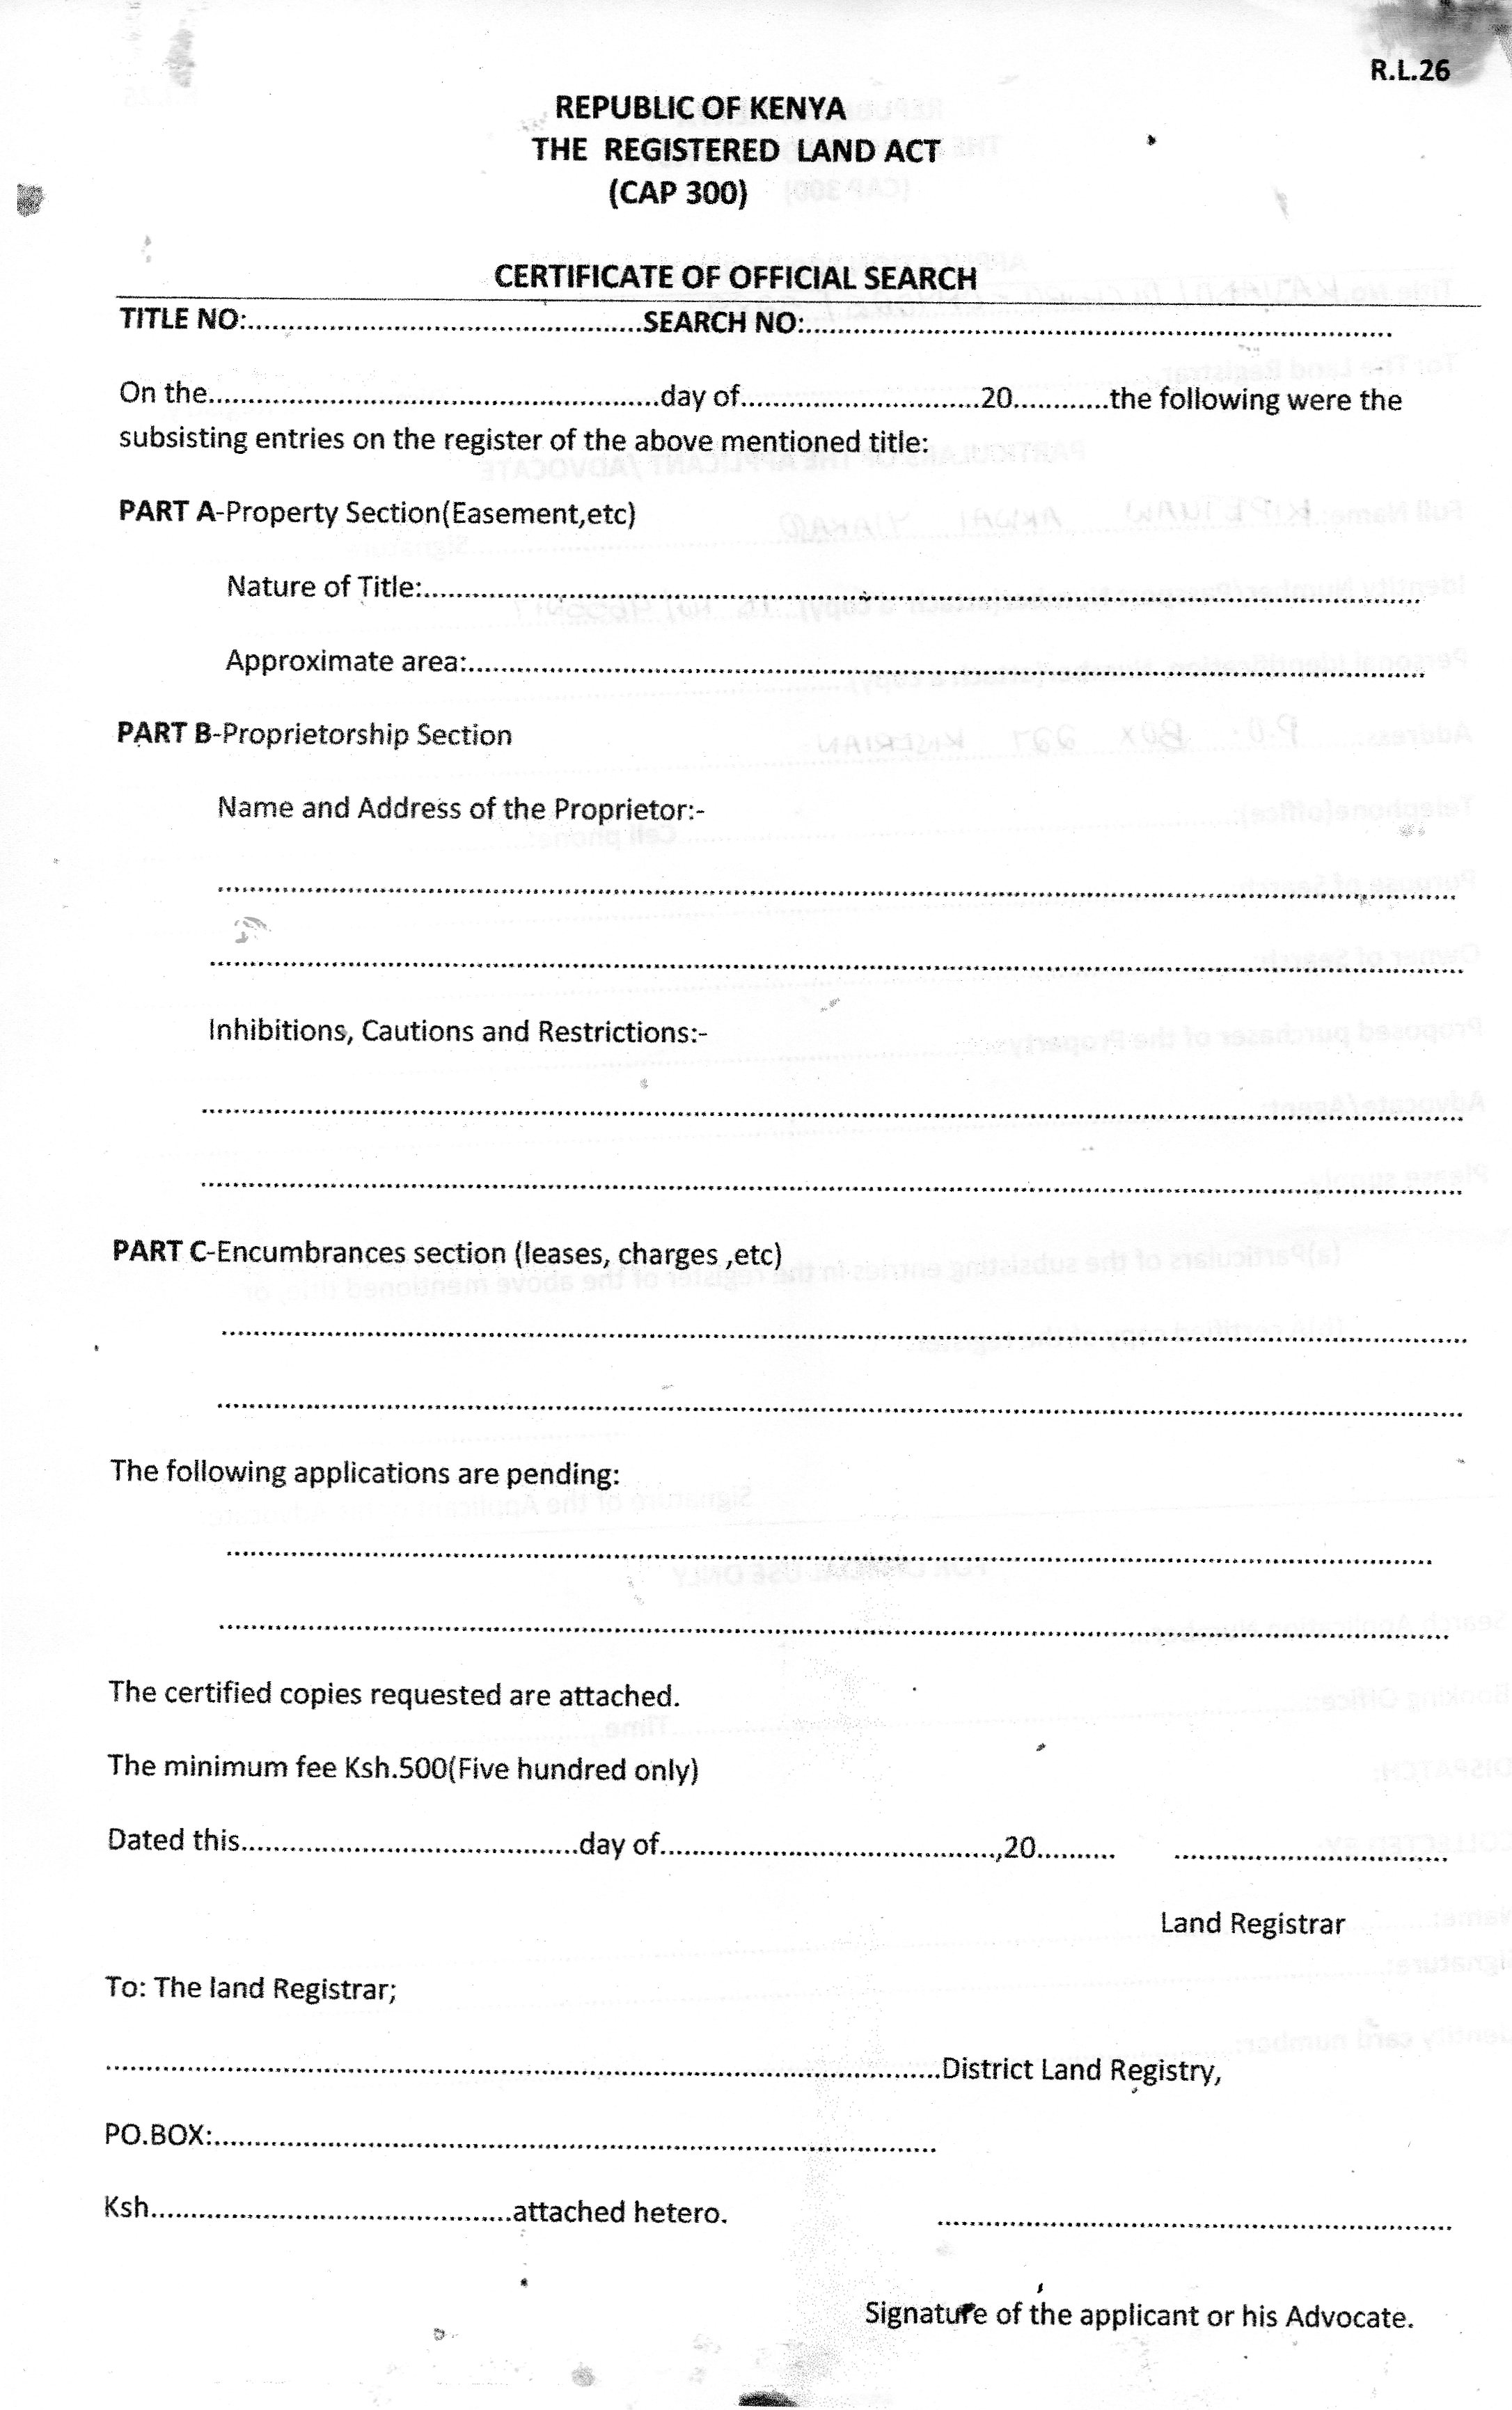 R.L.26
REPUBLIC OF KENYA
THE REGISTERED LAND ACT
(CAP 300)
CERTIFICATE OF OFFICIAL SEARCH
TITLE NO:..........................................SEARCH NO:..........................................
On the..........................................day of..............................20............the following were the
subsisting entries on the register of the above mentioned title:
PART A-Property Section(Easement,etc)
Nature of Title:..........................................
Approximate area:..........................................
PART B-Proprietorship Section
Name and Address of the Proprietor:-
Inhibitions, Cautions and Restrictions:-
PART C-Encumbrances section (leases, charges ,etc)
The following applications are pending:
The certified copies requested are attached.
The minimum fee Ksh.500(Five hundred only)
Dated this..........................................day of..........................................,20..........
Land Registrar
To: The land Registrar;
..........................................District Land Registry,
PO.BOX:..........................................
Ksh..........................................attached hetero.
Signature of the applicant or his Advocate.